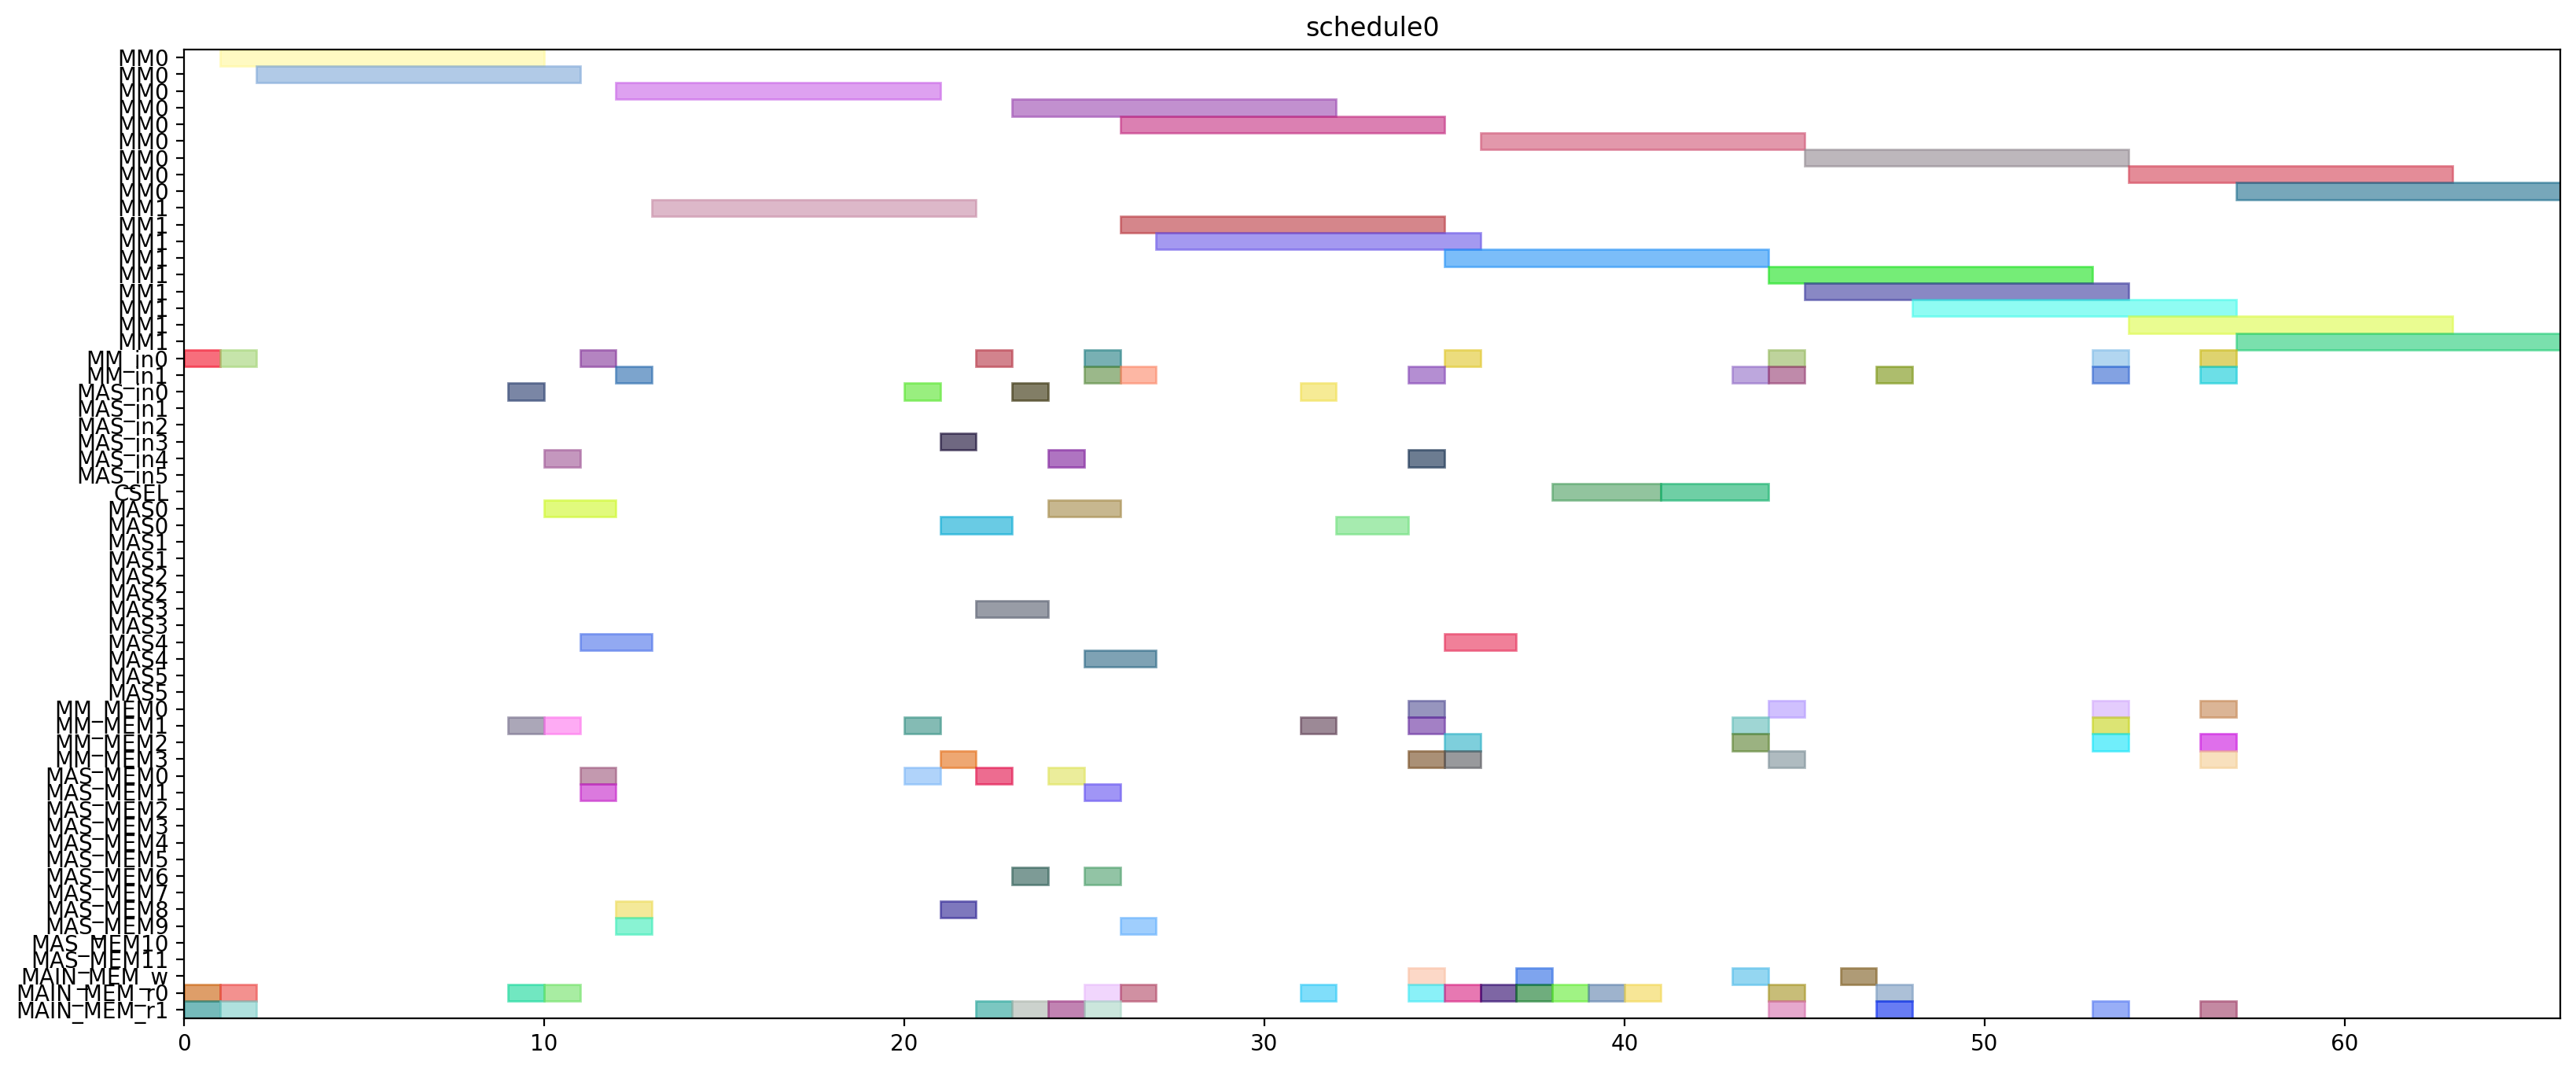 schedule0
MM0
MM0
MM0
MM0
MM0
MM0
MM0
MM0
MM0
MM1
MM1
MM1
MM1
MM1
MM1
MM1
MM1
MM1
MM_in0
MM_in1
MAS_in0
MAS_in1
MAS_in2
MAS_in3
MAS_in4
MAS_in5
CSEL
MAS0
MAS0
MAS1
MAS1
MAS2
MAS2
MAS3
MAS3
MAS4
MAS4
MAS5
MAS5
MM_MEM0
MM_MEM1
MM_MEM2
MM_MEM3
MAS_MEM0
MAS_MEM1
MAS_MEM2
MAS_MEM3
MAS_MEM4
MAS_MEM5
MAS_MEM6
MAS_MEM7
MAS_MEM8
MAS_MEM9
MAS_MEM10
MAS_MEM11
MAIN_MEM_w
MAIN_MEM_r0
MAIN_MEM_r1
0 10 20 30 40 50 60